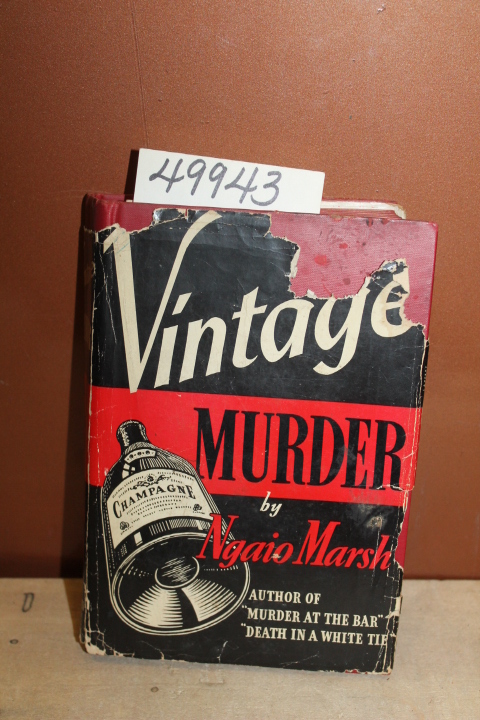 49943
Vintage
MURDER
by
Ngaio Marsh
CHAMPAGNE
AUTHOR OF
"MURDER AT THE BAR"
"DEATH IN A WHITE TIE